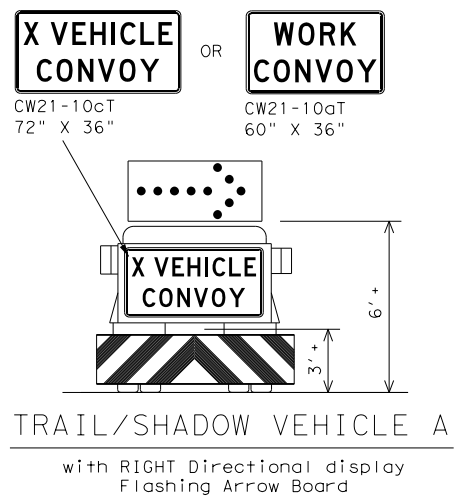 X VEHICLE
CONVOY
OR
WORK
CONVOY
CW21-10cT
72" X 36"
CW21-10aT
60" X 36"
X VEHICLE
CONVOY
6' +
3' +
TRAIL/SHADOW VEHICLE A
with RIGHT Directional display
Flashing Arrow Board